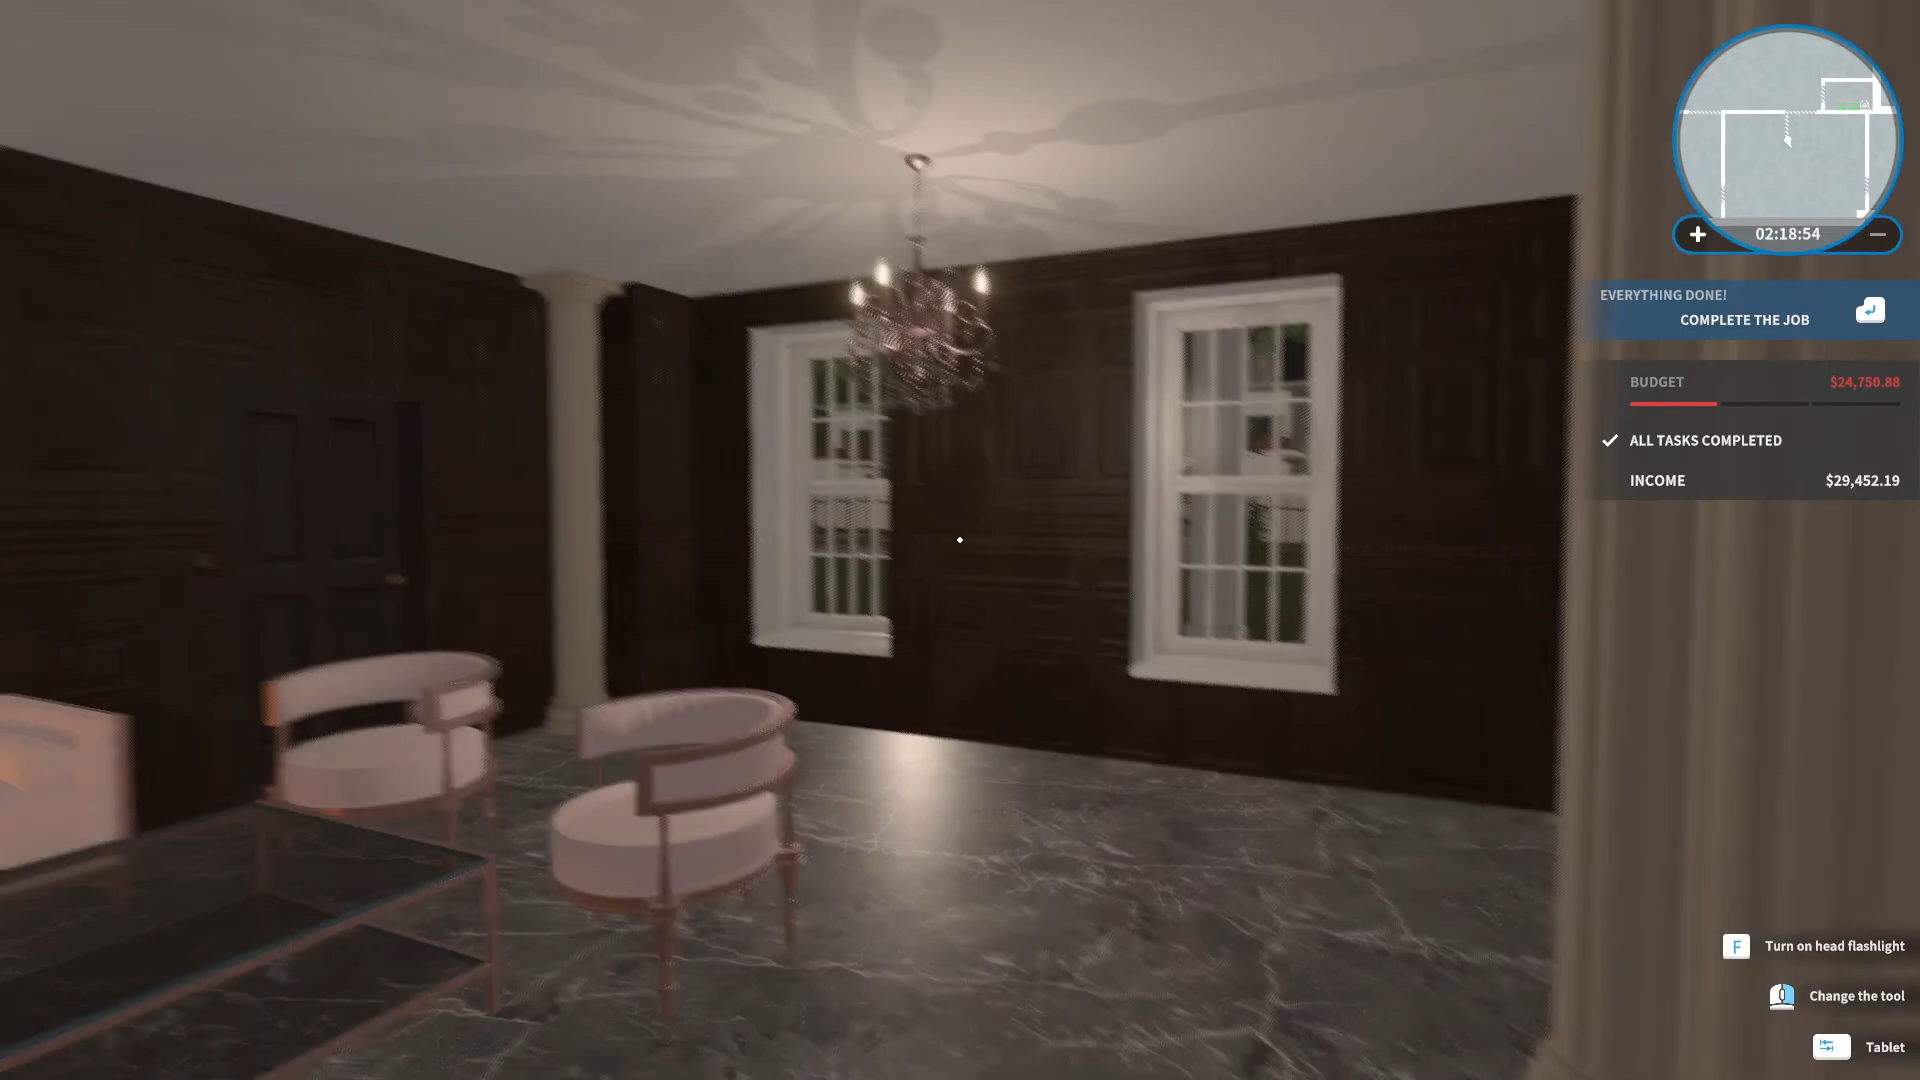 02:18:54
EVERYTHING DONE!
COMPLETE THE JOB
BUDGET $24,750.88
ALL TASKS COMPLETED
INCOME $29,452.19
F Turn on head flashlight
Change the tool
Tablet